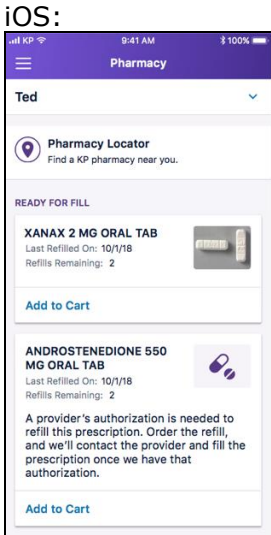 iOS:
KP 9:41 AM 100%
Pharmacy
Ted
Pharmacy Locator
Find a KP pharmacy near you.
READY FOR FILL
XANAX 2 MG ORAL TAB
Last Refilled On: 10/1/18
Refills Remaining: 2
Add to Cart
ANDROSTENEDIONE 550
MG ORAL TAB
Last Refilled On: 10/1/18
Refills Remaining: 2
A provider's authorization is needed to
refill this prescription. Order the refill,
and we'll contact the provider and fill the
prescription once we have that
authorization.
Add to Cart